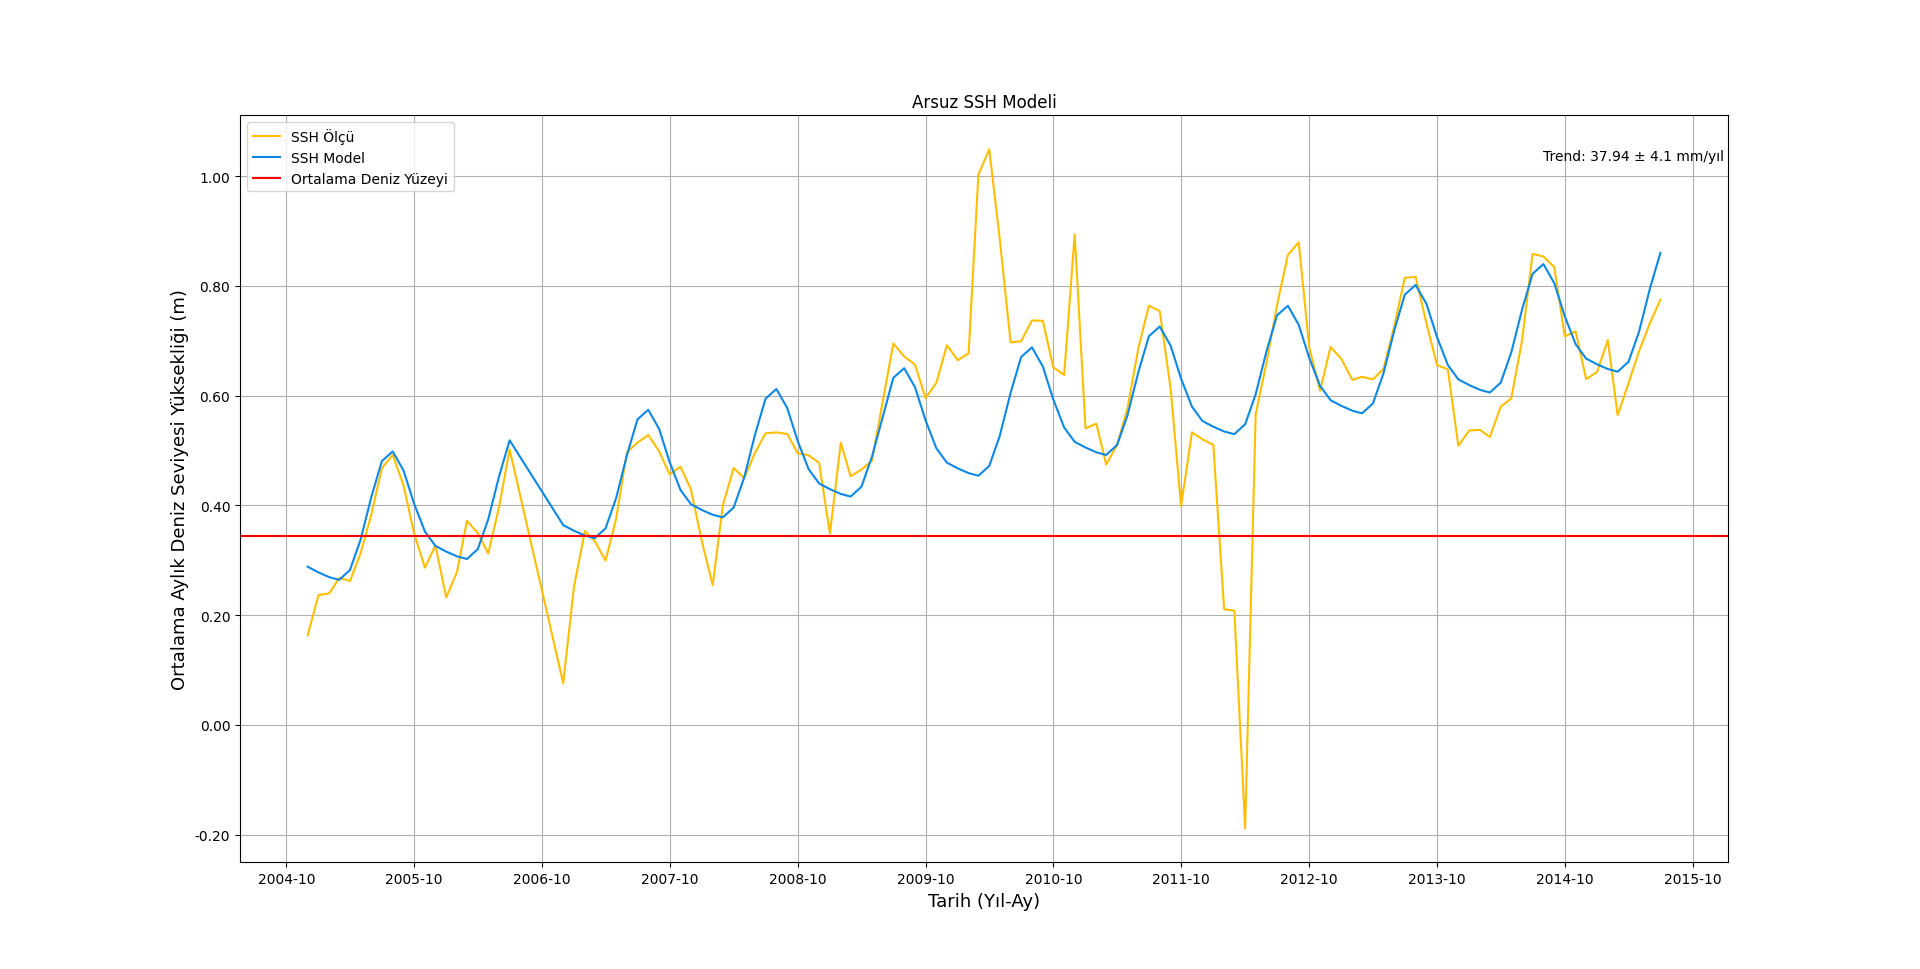 Arsuz SSH Modeli
SSH Ölçü
SSH Model
Ortalama Deniz Yüzeyi
Trend: 37.94 ± 4.1 mm/yıl
Ortalama Aylık Deniz Seviyesi Yüksekliği (m)
1.00
0.80
0.60
0.40
0.20
0.00
-0.20
2004-10 2005-10 2006-10 2007-10 2008-10 2009-10 2010-10 2011-10 2012-10 2013-10 2014-10 2015-10
Tarih (Yıl-Ay)